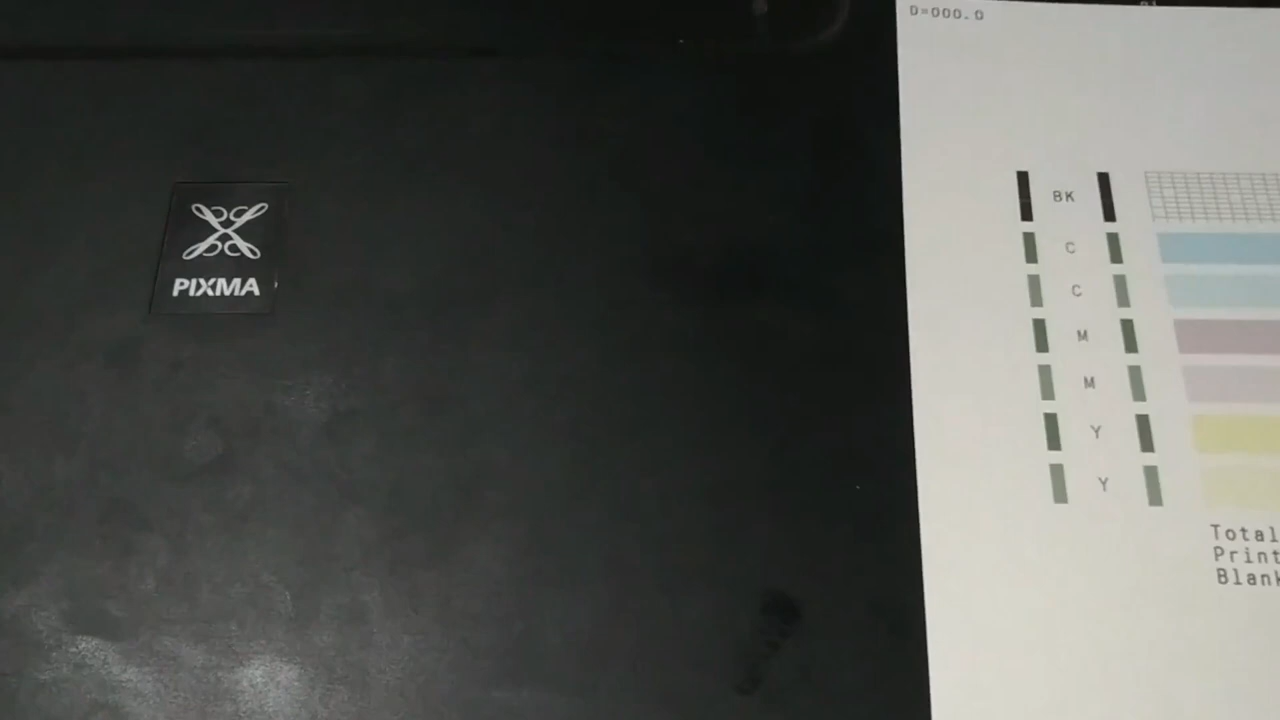 D=000.0
PIXMA
BK
C
C
M
M
Y
Y
Total
Print
Blank